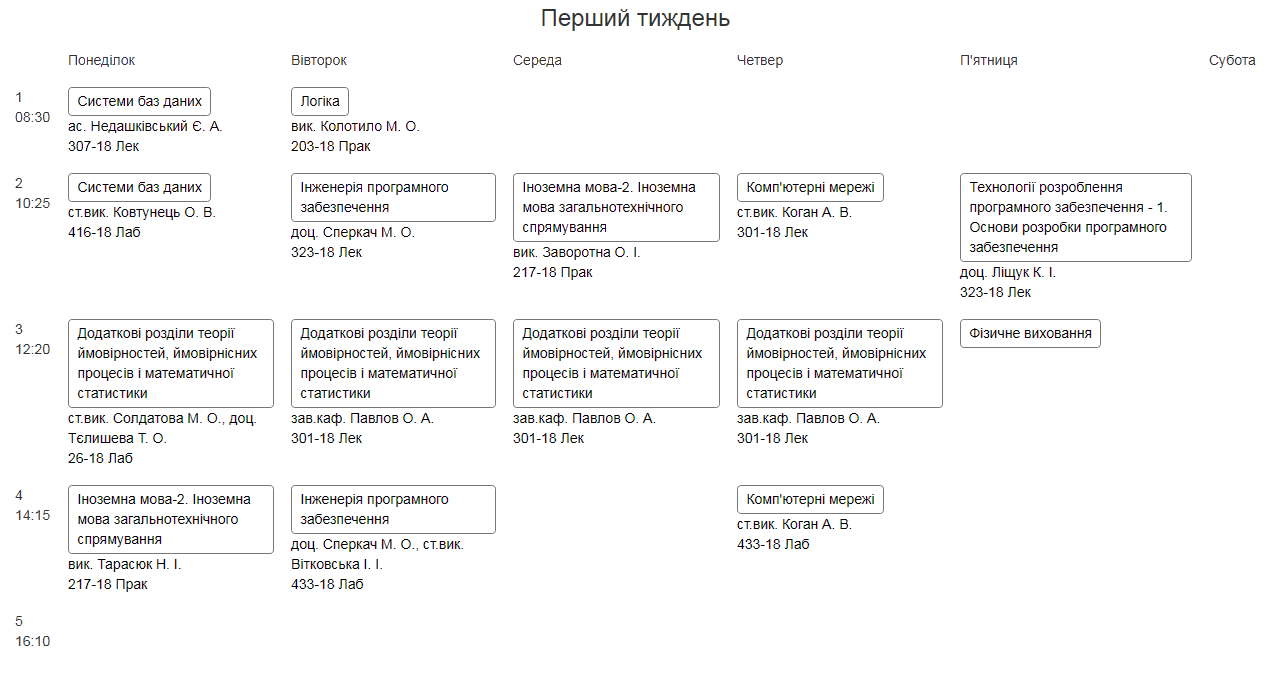 Перший тиждень
Понеділок
Вівторок
Середа
Четвер
П'ятниця
Субота
1
08:30
Системи баз даних
ас. Недашківський Є. А.
307-18 Лек
Логіка
вик. Колотило М. О.
203-18 Прак
2
10:25
Системи баз даних
ст.вик. Ковтунець О. В.
416-18 Лаб
Інженерія програмного
забезпечення
доц. Сперкач М. О.
323-18 Лек
Іноземна мова-2. Іноземна
мова загальнотехнічного
спрямування
вик. Заворотна О. І.
217-18 Прак
Комп'ютерні мережі
ст.вик. Коган А. В.
301-18 Лек
Технології розроблення
програмного забезпечення - 1.
Основи розробки програмного
забезпечення
доц. Ліщук К. І.
323-18 Лек
3
12:20
Додаткові розділи теорії
ймовірностей, ймовірнісних
процесів і математичної
статистики
ст.вик. Солдатова М. О., доц.
Тєлишева Т. О.
26-18 Лаб
Додаткові розділи теорії
ймовірностей, ймовірнісних
процесів і математичної
статистики
зав.каф. Павлов О. А.
301-18 Лек
Додаткові розділи теорії
ймовірностей, ймовірнісних
процесів і математичної
статистики
зав.каф. Павлов О. А.
301-18 Лек
Додаткові розділи теорії
ймовірностей, ймовірнісних
процесів і математичної
статистики
зав.каф. Павлов О. А.
301-18 Лек
Фізичне виховання
4
14:15
Іноземна мова-2. Іноземна
мова загальнотехнічного
спрямування
вик. Тарасюк Н. І.
217-18 Прак
Інженерія програмного
забезпечення
доц. Сперкач М. О., ст.вик.
Вітковська І. І.
433-18 Лаб
Комп'ютерні мережі
ст.вик. Коган А. В.
433-18 Лаб
5
16:10